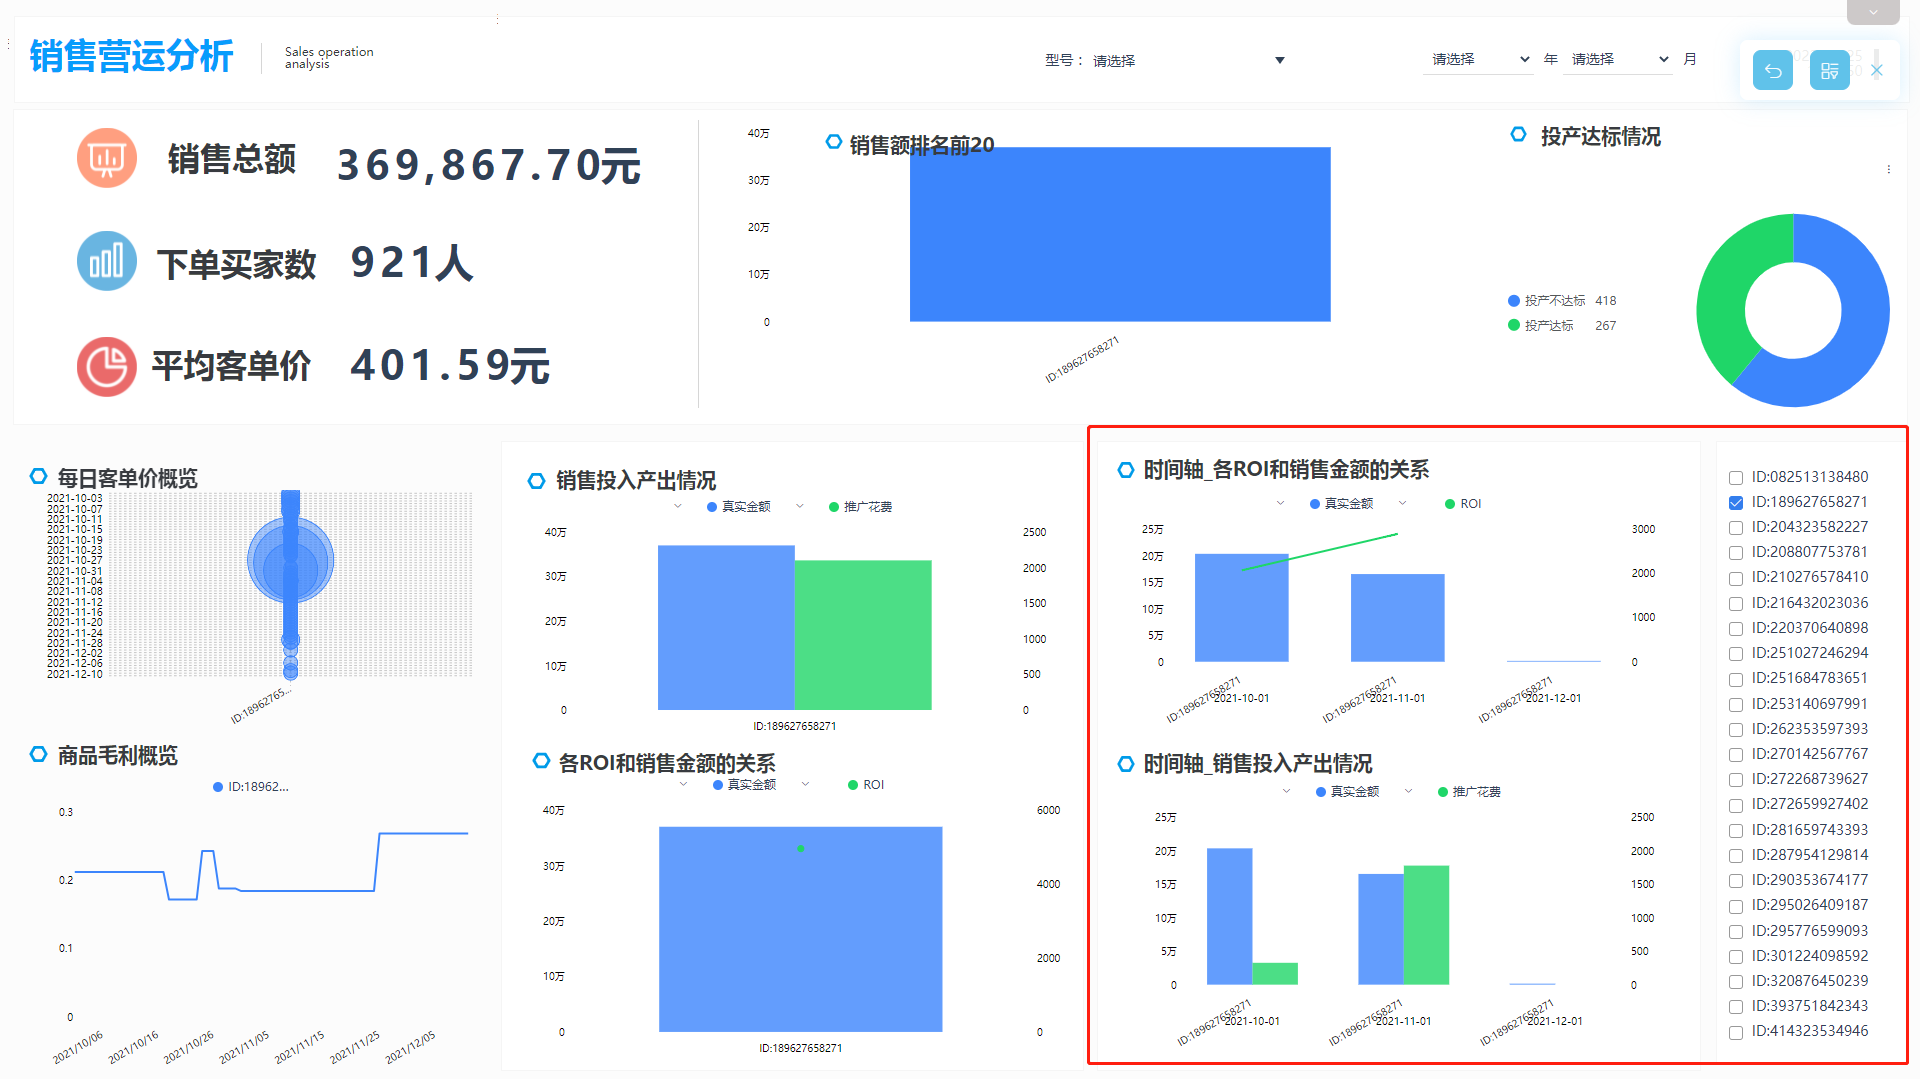 销售营运分析
Sales operation
analysis
型号： 请选择
请选择 年 请选择 月
销售总额 369,867.70元
下单买家数 921人
平均客单价 401.59元
销售额排名前20
40万
30万
20万
10万
0
ID:189627658271
投产达标情况
投产不达标 418
投产达标 267
每日客单价概览
2021-10-03
2021-10-07
2021-10-11
2021-10-15
2021-10-19
2021-10-23
2021-10-27
2021-10-31
2021-11-04
2021-11-08
2021-11-12
2021-11-16
2021-11-20
2021-11-24
2021-11-28
2021-12-02
2021-12-06
2021-12-10
ID:18962765...
商品毛利概览
ID:18962...
0.3
0.2
0.1
0
2021/10/06 2021/10/16 2021/10/26 2021/11/05 2021/11/15 2021/11/25 2021/12/05
销售投入产出情况
真实金额 推广花费
40万 2500
30万 2000
20万 1500
10万 1000
0 500
0
ID:189627658271
各ROI和销售金额的关系
真实金额 ROI
40万 6000
30万 4000
20万 2000
10万 0
0
ID:189627658271
时间轴_各ROI和销售金额的关系
真实金额 ROI
25万 3000
20万 2000
15万 1000
10万 0
5万
0
ID:189627658271 ID:189627658271 ID:189627658271
2021-10-01 2021-11-01 2021-12-01
时间轴_销售投入产出情况
真实金额 推广花费
25万 2500
20万 2000
15万 1500
10万 1000
5万 500
0 0
ID:189627658271 ID:189627658271 ID:189627658271
2021-10-01 2021-11-01 2021-12-01
ID:082513138480
ID:189627658271
ID:204323582227
ID:208807753781
ID:210276578410
ID:216432023036
ID:220370640898
ID:251027246294
ID:251684783651
ID:253140697991
ID:262353597393
ID:270142567767
ID:272268739627
ID:272659927402
ID:281659743393
ID:287954129814
ID:290353674177
ID:295026409187
ID:295776599093
ID:301224098592
ID:320876450239
ID:393751842343
ID:414323534946